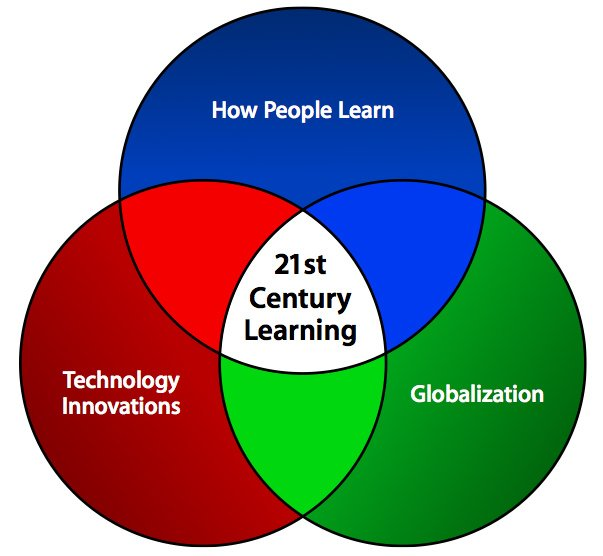 How People Learn
21st
Century
Learning
Technology
Innovations
Globalization